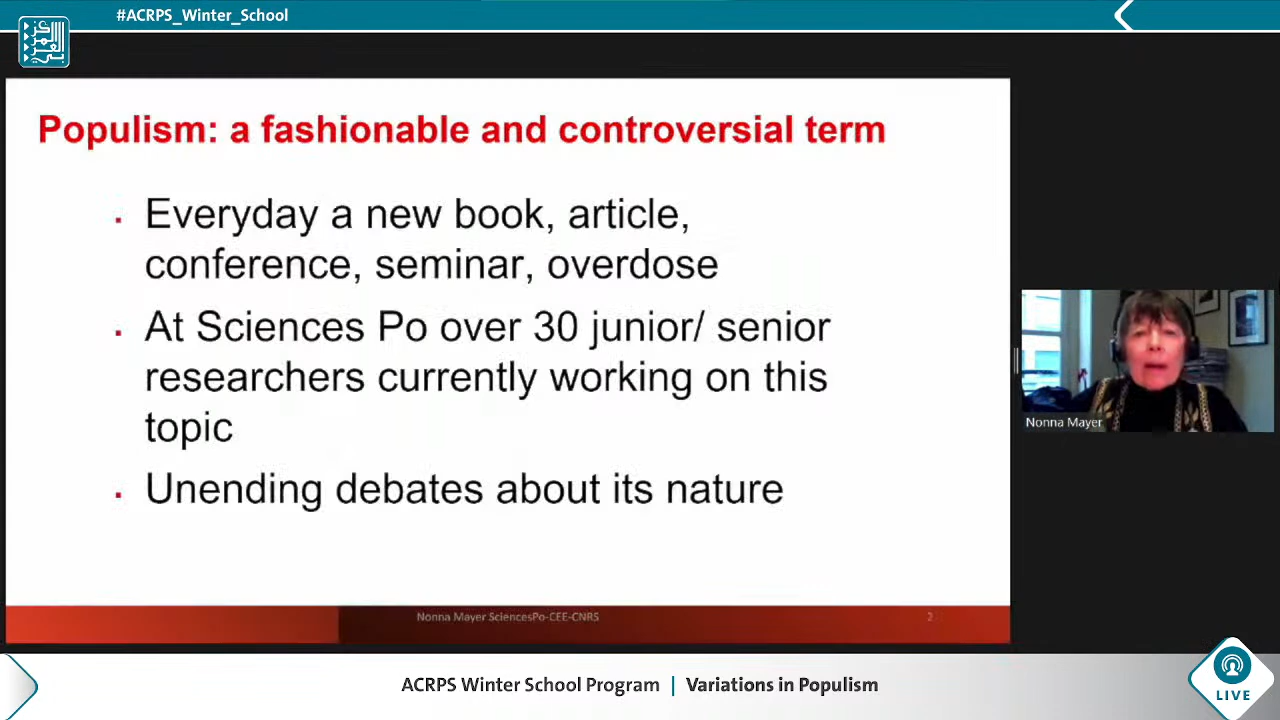 #ACRPS_Winter_School
Populism: a fashionable and controversial term
Everyday a new book, article,
conference, seminar, overdose
At Sciences Po over 30 junior/ senior
researchers currently working on this
topic
Unending debates about its nature
Nonna Mayer
Nonna Mayer SciencesPo-CEE-CNRS
2
ACRPS Winter School Program | Variations in Populism
LIVE